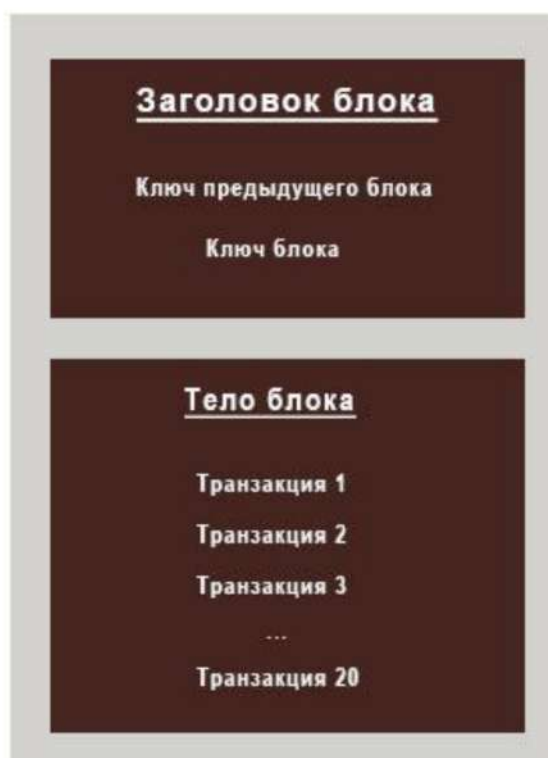 Заголовок блока
Ключ предыдущего блока
Ключ блока
Тело блока
Транзакция 1
Транзакция 2
Транзакция 3
...
Транзакция 20